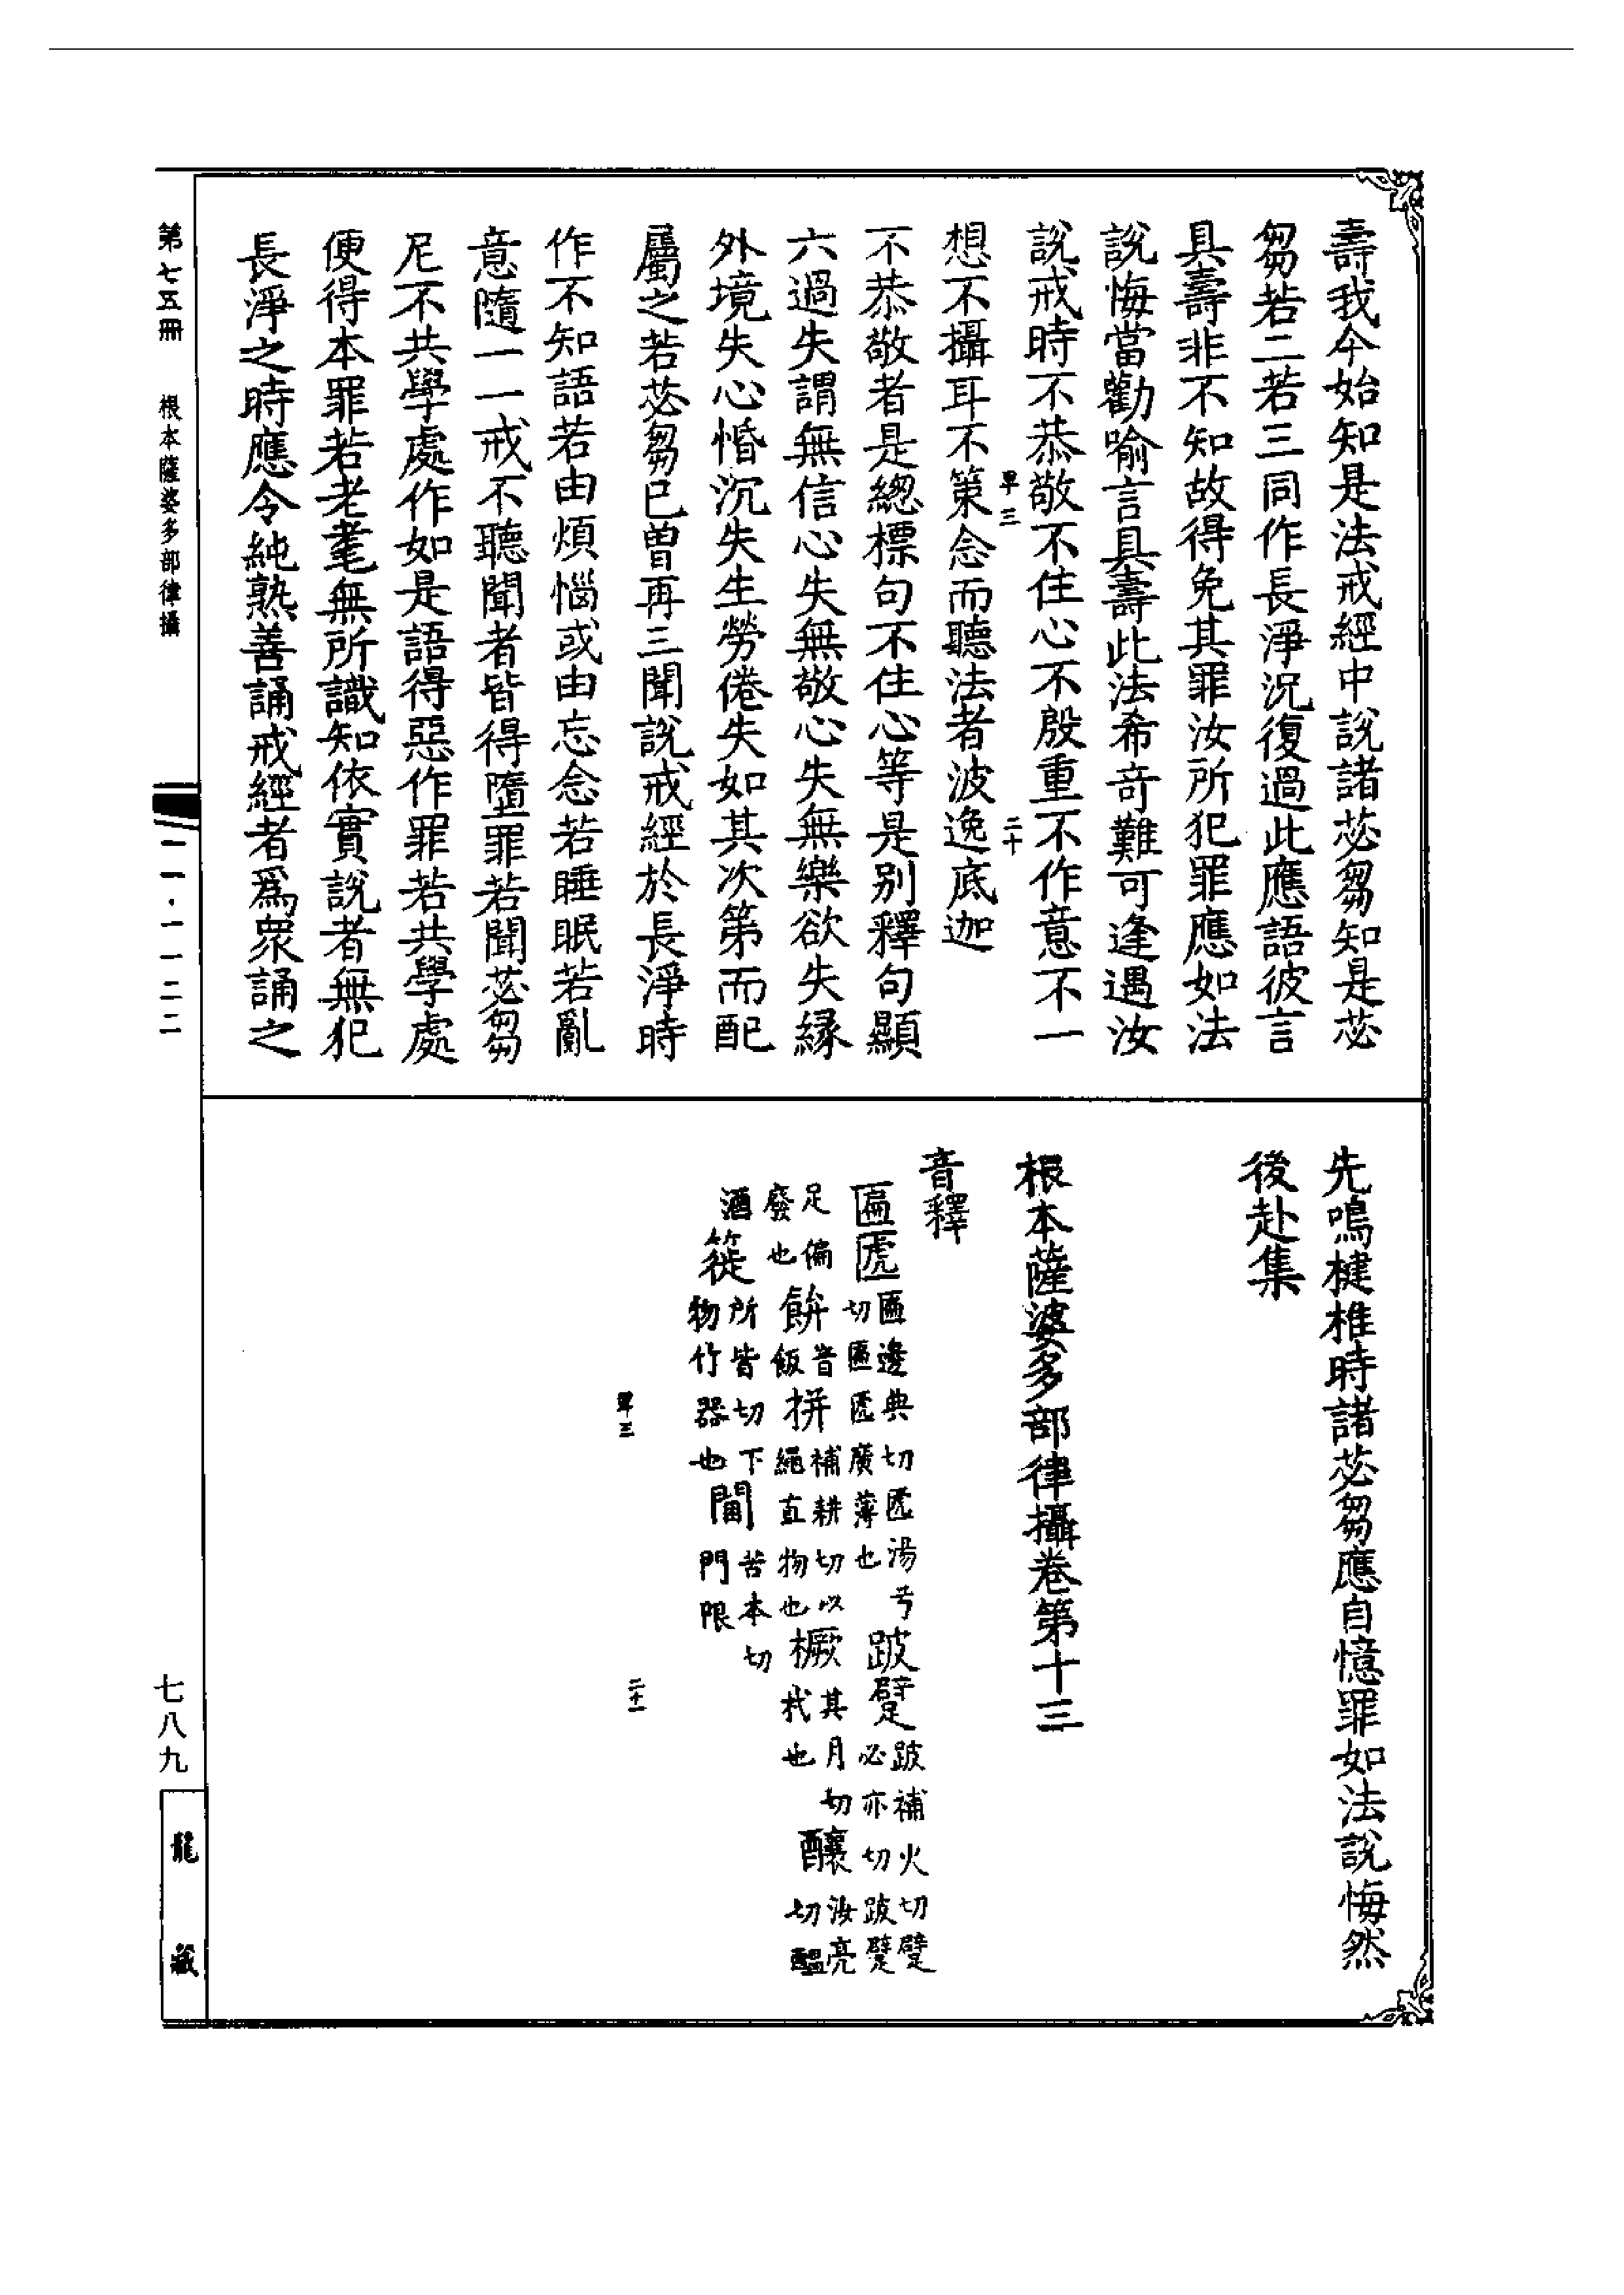 壽我今始知是法戒經中說諸苾芻知是苾
芻若二若三同作長淨況復過此應語彼言
具壽非不知故得免其罪汝所犯罪應如法
說悔當勸喻言具壽此法希奇難可逢遇汝
說戒時不恭敬不住心不殷重不作意不一
想不攝耳不策念而聽法者波逸底迦
不恭敬者是總標句不住心等是別釋句顯
六過失謂無信心失無敬心失無樂欲失緣
外境失心惛沉失生勞倦失如其次第而配
屬之若苾芻已曾再三聞說戒經於長淨時
作不知語若由煩惱或由忘念若睡眠若亂
意隨一一戒不聽聞者皆得墮罪若聞苾芻
尼不共學處作如是語得惡作罪若共學處
便得本罪若老耄無所識知依實說者無犯
長淨之時應令純熟善誦戒經者爲衆誦之
先鳴楗椎時諸苾芻應自憶罪如法說悔然
後赴集
根本薩婆多部律攝卷第十三
音釋
匾㔸匾邊典切㔸湯兮切匾㔸廣薄也 跛躄跛補火切躄必亦切跛躄
足偏廢也 餅音飯 拼補耕切以繩直物也 橛其月切杙也 釀汝亮切醞
酒 簁所皆切下物竹器也 閫苦本切門限
第七五冊 根本薩婆多部律攝
一一·一一二二
七八九
龍藏